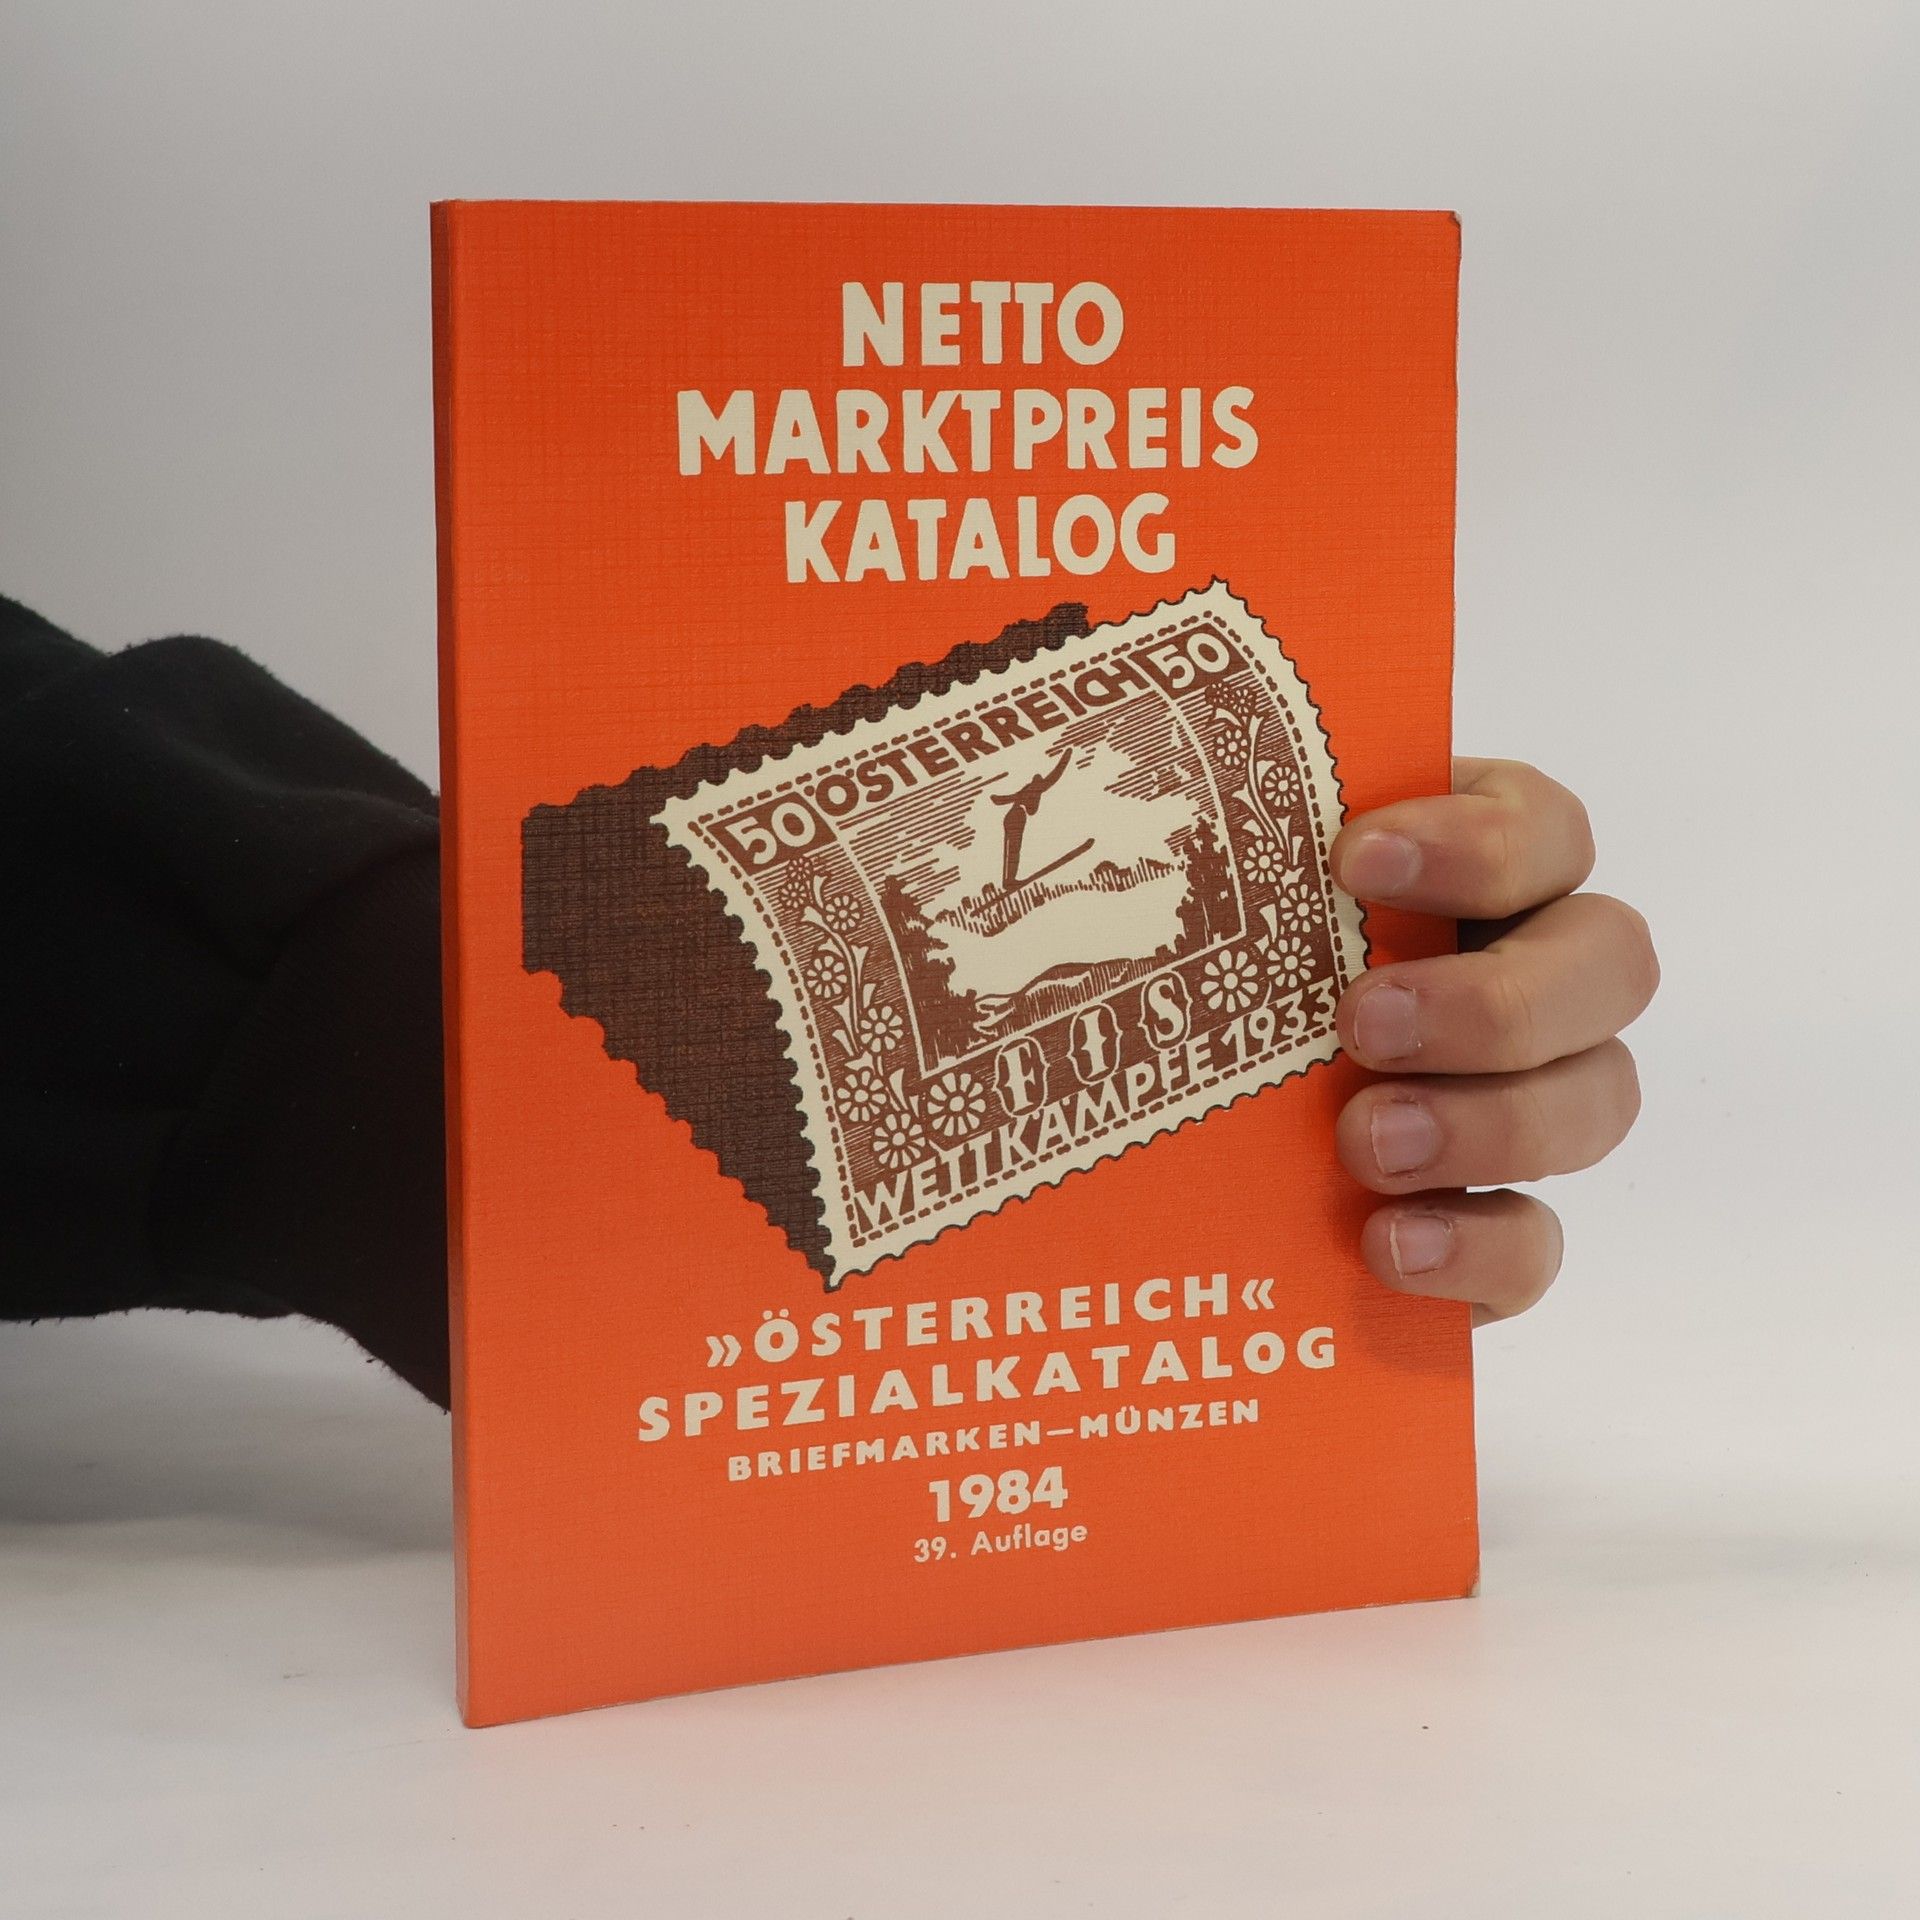 NETTO
MARKTPREIS
KATALOG
50 ÖSTERREICH 50
FIS
WETTKÄMPFE 1933
»ÖSTERREICH«
SPEZIALKATALOG
BRIEFMARKEN—MÜNZEN
1984
39. Auflage